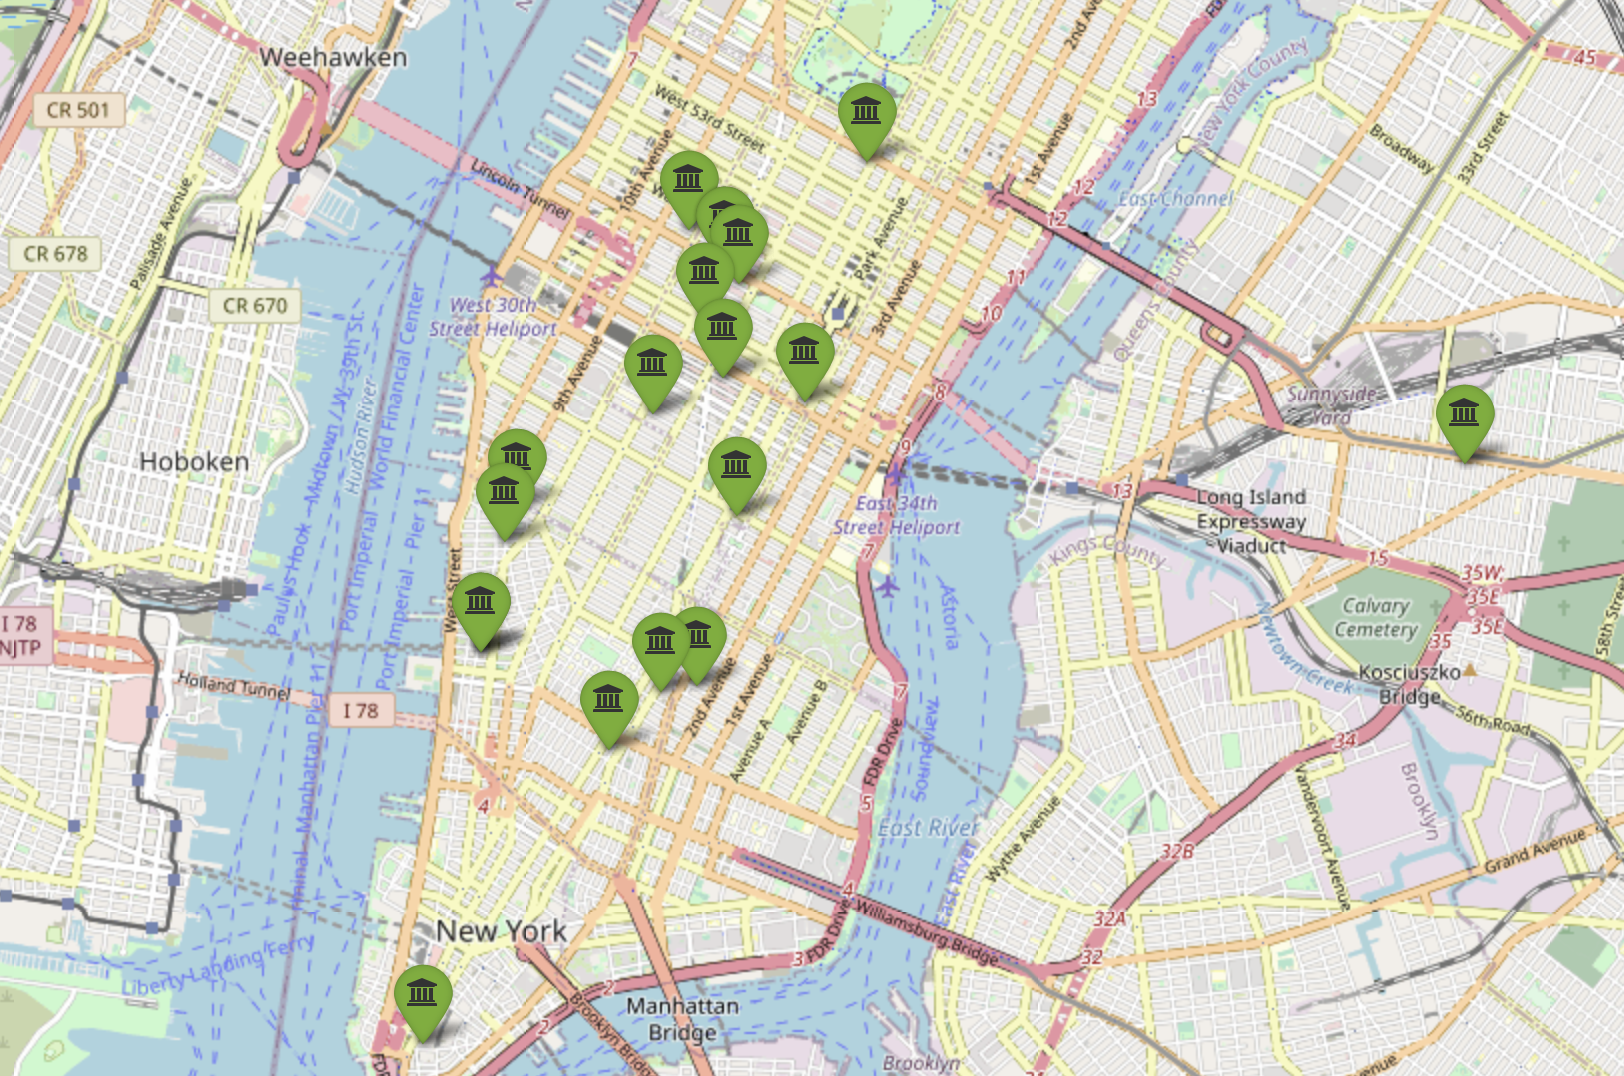 Weehawken
CR 501
CR 678
CR 670
Palisade Avenue
Hoboken
Hudson River
Lincoln Tunnel
West 53rd Street
10th Avenue
9th Avenue
Park Avenue
3rd Avenue
1st Avenue
2nd Av
West 30th
Street Heliport
East 34th
Street Heliport
Port Imperial - Pier 11
Port Imperial
World Financial Center
Paulus Hook - Midtown / W. 39th St.
Manhattan Pier 11
I 78
NJTP
Holland Tunnel
I 78
New York
Liberty Landing Ferry
Manhattan
Bridge
Brooklyn Bridge
Williamsburg Bridge
FDR Drive
FDR Drive
FDR
2nd Avenue
1st Avenue
Avenue A
Avenue B
East River
East River
Astoria
Soundview
East Channel
New York County
Queens County
Kings County
Broadway
33rd Street
Sunnyside
Yard
Long Island
Expressway
Viaduct
Calvary
Cemetery
Newtown Creek
Kosciuszko
Bridge
56th Road
58th Street
Brooklyn
Vandervoort Avenue
Grand Avenue
Wythe Avenue
Brooklyn
7
13
12
12
11
10
8
9
7
7
5
4
4
3
2
2
13
15
35W;
35E
35E
35
34
32B
32A
32
45